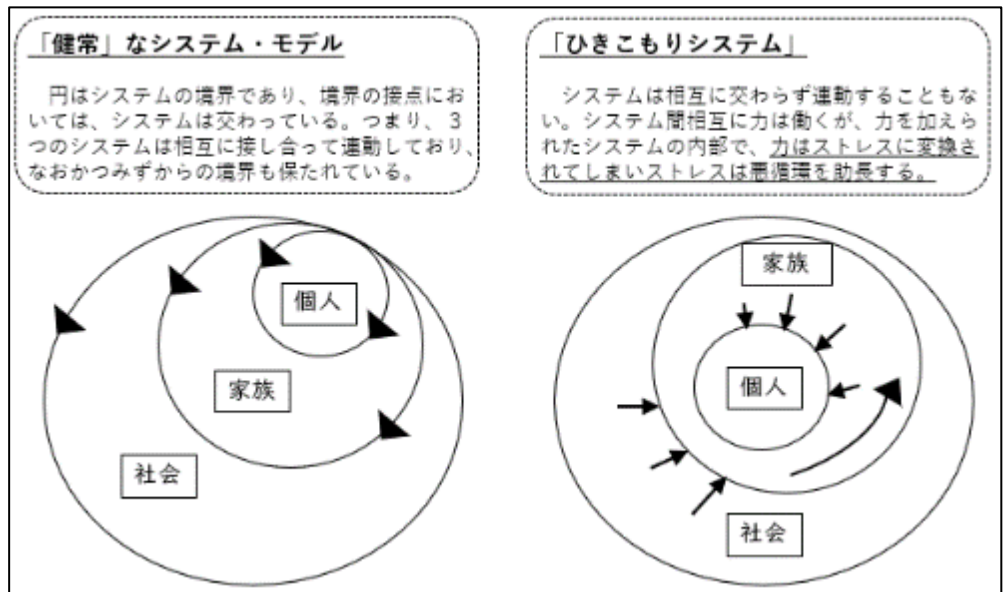 「健常」なシステム・モデル
円はシステムの境界であり、境界の接点にお
いては、システムは交わっている。つまり、３
つのシステムは相互に接し合って連動しており、
なおかつみずからの境界も保たれている。
個人
家族
社会
「ひきこもりシステム」
システムは相互に交わらず連動することもな
い。システム間相互に力は働くが、力を加えら
れたシステムの内部で、力はストレスに変換さ
れてしまいストレスは悪循環を助長する。
家族
個人
社会